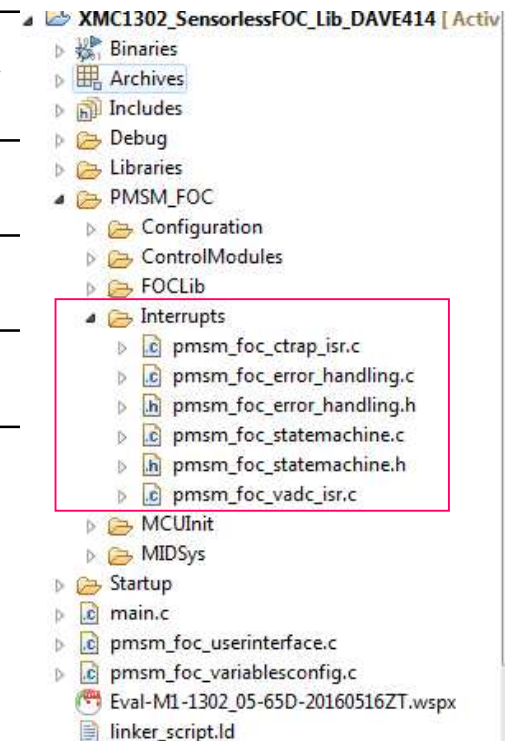 XMC1302_SensorlessFOC_Lib_DAVE414 [ Activ
Binaries
Archives
Includes
Debug
Libraries
PMSM_FOC
Configuration
ControlModules
FOCLib
Interrupts
pmsm_foc_ctrap_isr.c
pmsm_foc_error_handling.c
pmsm_foc_error_handling.h
pmsm_foc_statemachine.c
pmsm_foc_statemachine.h
pmsm_foc_vadc_isr.c
MCUInit
MIDSys
Startup
main.c
pmsm_foc_userinterface.c
pmsm_foc_variablesconfig.c
Eval-M1-1302_05-65D-20160516ZT.wspx
linker_script.ld